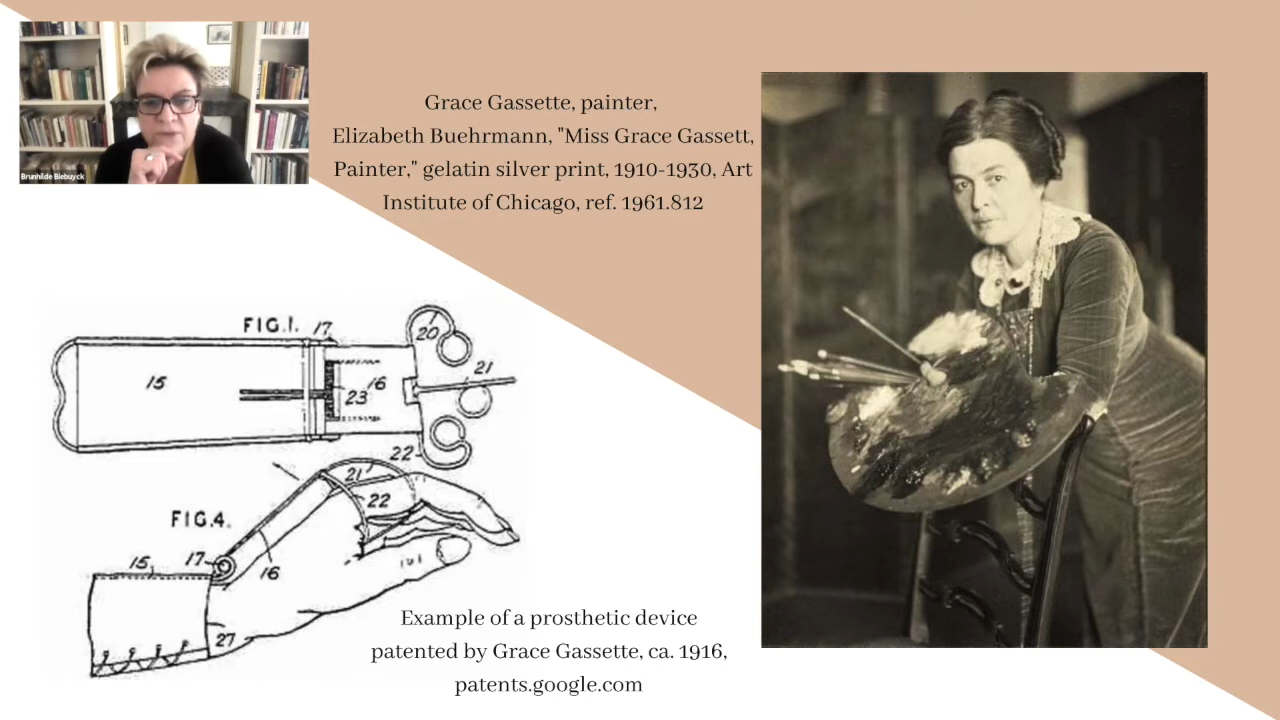 Brunhilde Biebuyck
Grace Gassette, painter,
Elizabeth Buehrmann, "Miss Grace Gassett,
Painter," gelatin silver print, 1910-1930, Art
Institute of Chicago, ref. 1961.812
FIG.1.
17
20
15
16
23
21
22
21
22
FIG.4.
15
17
16
27
Example of a prosthetic device
patented by Grace Gassette, ca. 1916,
patents.google.com